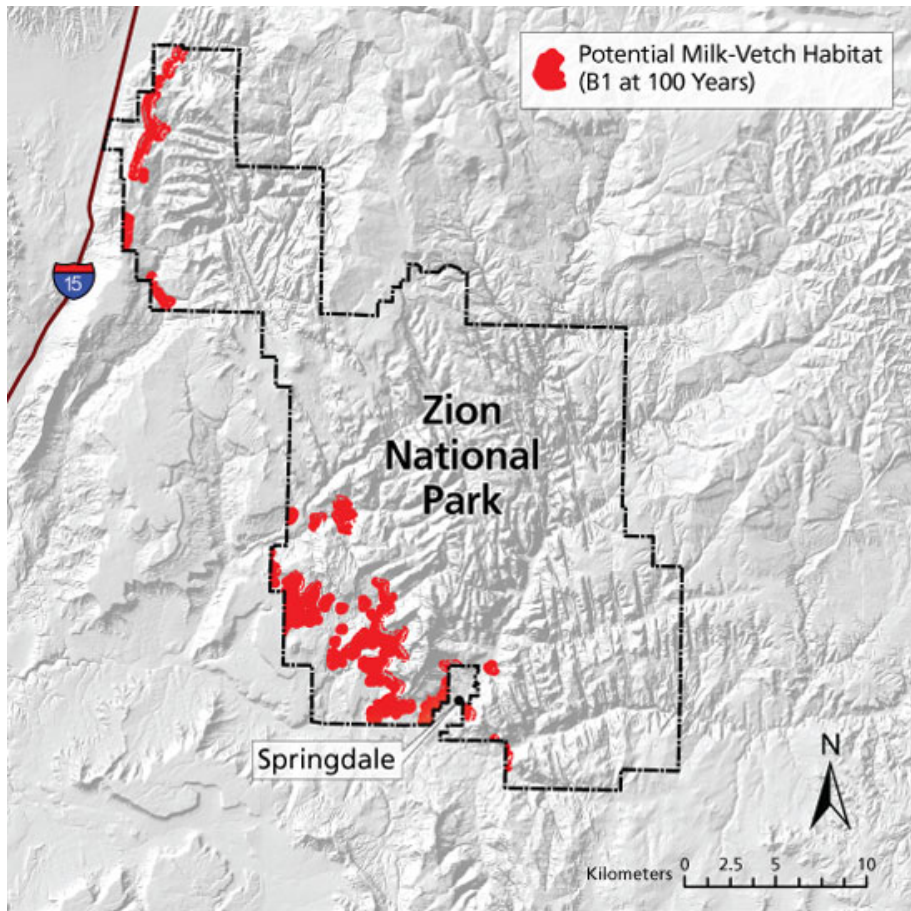 Potential Milk-Vetch Habitat
(B1 at 100 Years)
15
Zion
National
Park
Springdale
N
Kilometers 0 2.5 5 10